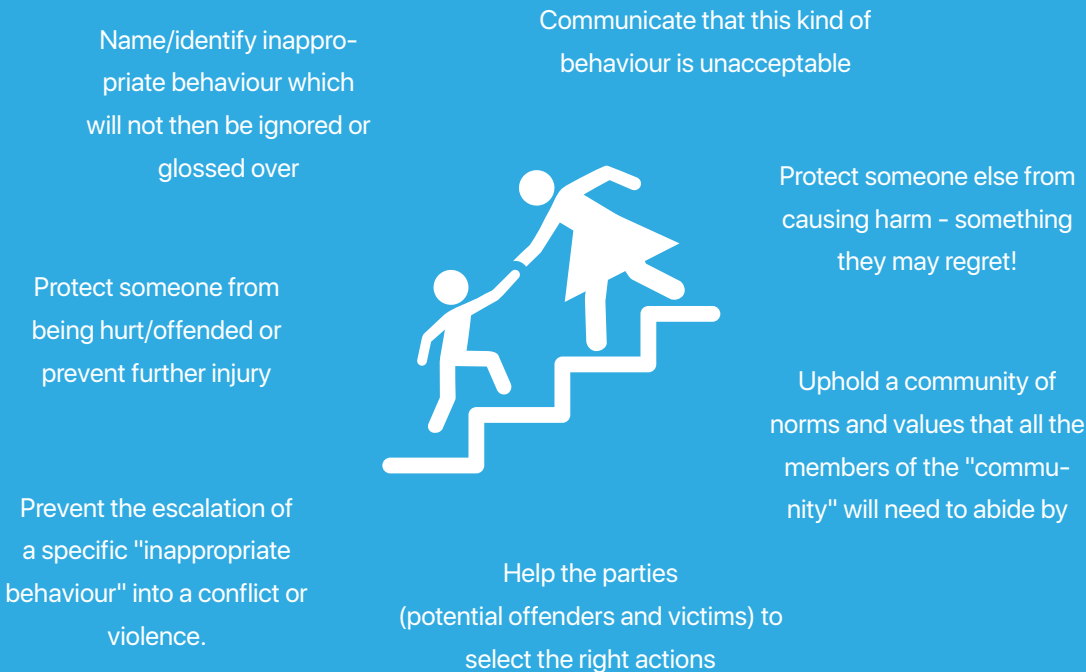 Name/identify inappro-
priate behaviour which
will not then be ignored or
glossed over
Communicate that this kind of
behaviour is unacceptable
Protect someone else from
causing harm - something
they may regret!
Protect someone from
being hurt/offended or
prevent further injury
Uphold a community of
norms and values that all the
members of the "commu-
nity" will need to abide by
Prevent the escalation of
a specific "inappropriate
behaviour" into a conflict or
violence.
Help the parties
(potential offenders and victims) to
select the right actions